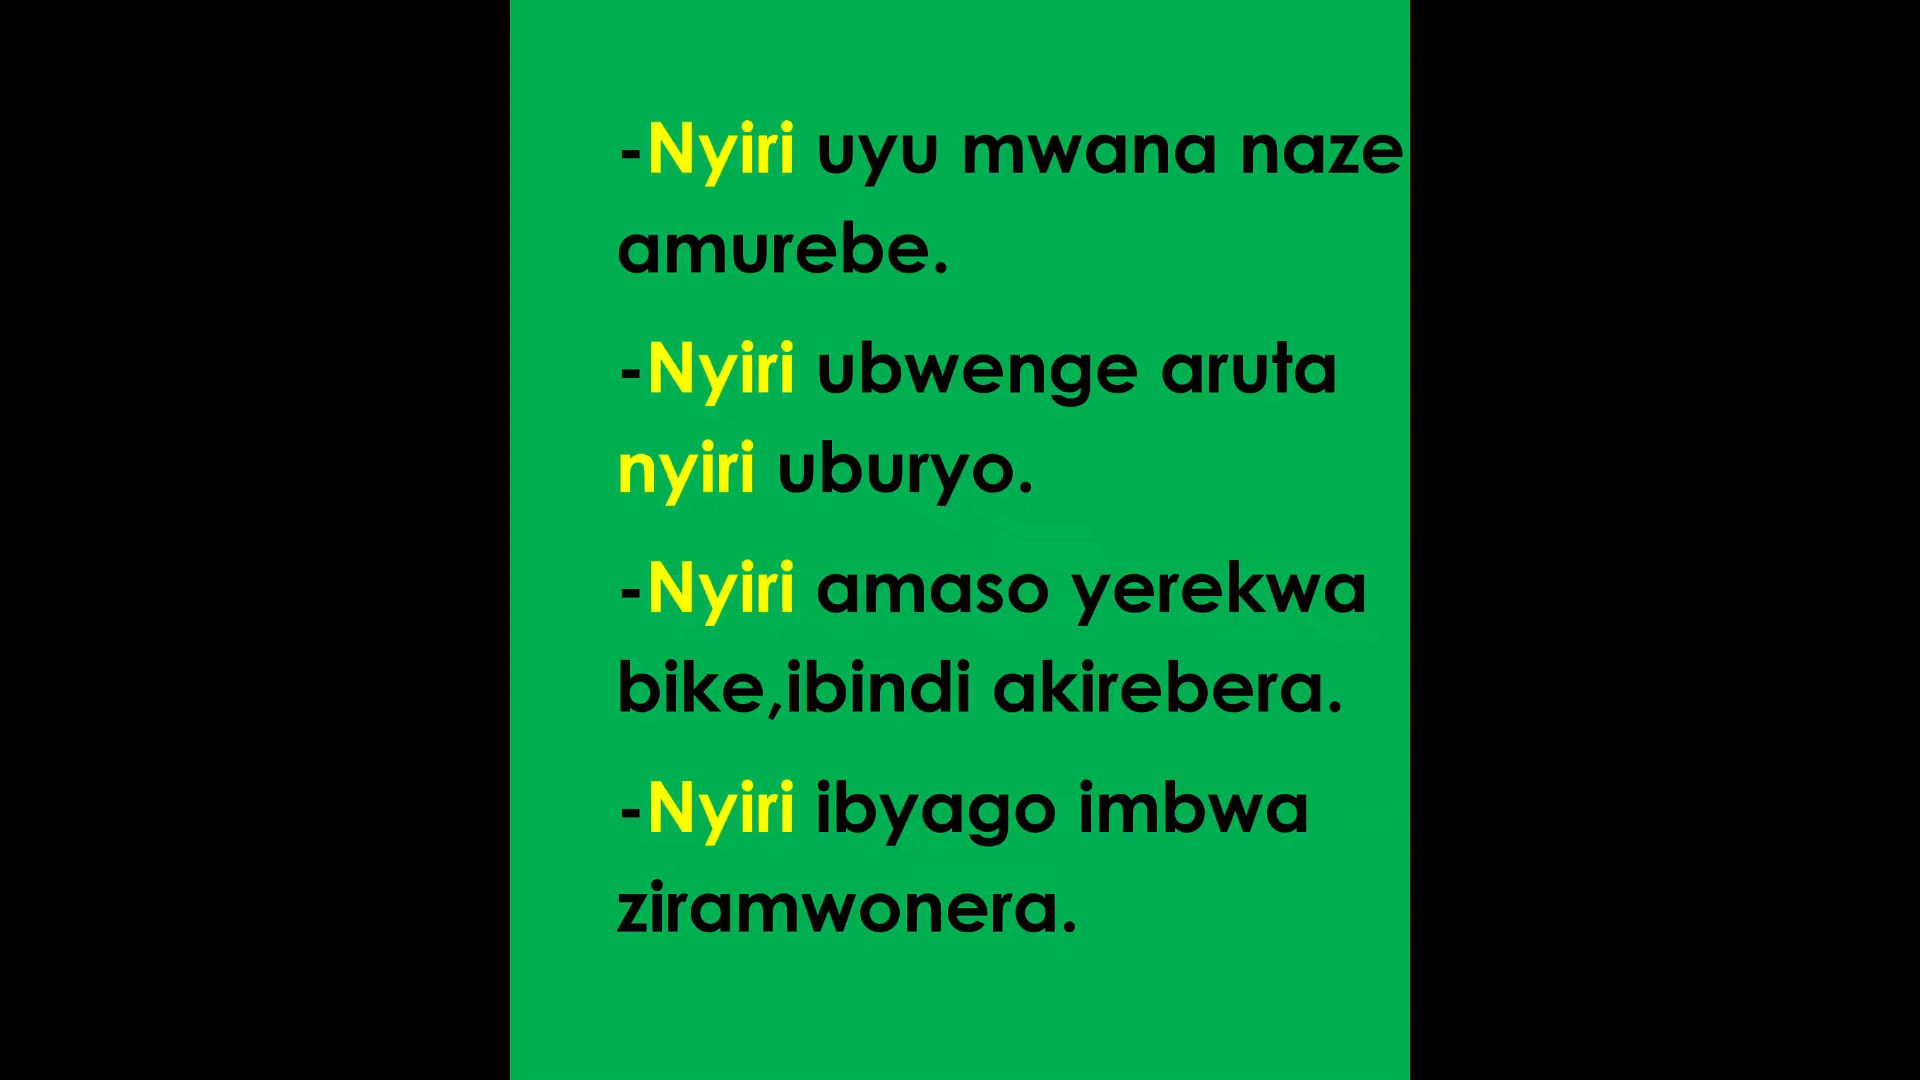 -Nyiri uyu mwana naze
amurebe.
-Nyiri ubwenge aruta
nyiri uburyo.
-Nyiri amaso yerekwa
bike,ibindi akirebera.
-Nyiri ibyago imbwa
ziramwonera.